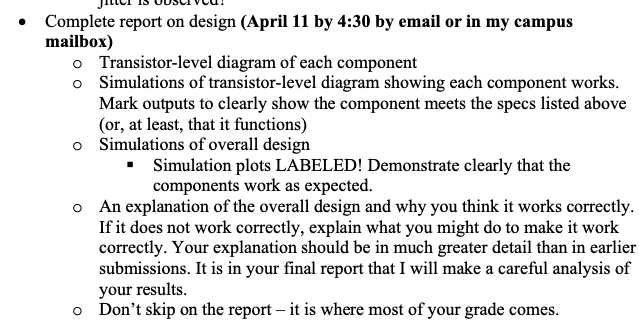 jitter is observed?
• Complete report on design (April 11 by 4:30 by email or in my campus
mailbox)
o Transistor-level diagram of each component
o Simulations of transistor-level diagram showing each component works.
Mark outputs to clearly show the component meets the specs listed above
(or, at least, that it functions)
o Simulations of overall design
▪ Simulation plots LABELED! Demonstrate clearly that the
components work as expected.
o An explanation of the overall design and why you think it works correctly.
If it does not work correctly, explain what you might do to make it work
correctly. Your explanation should be in much greater detail than in earlier
submissions. It is in your final report that I will make a careful analysis of
your results.
o Don’t skip on the report – it is where most of your grade comes.